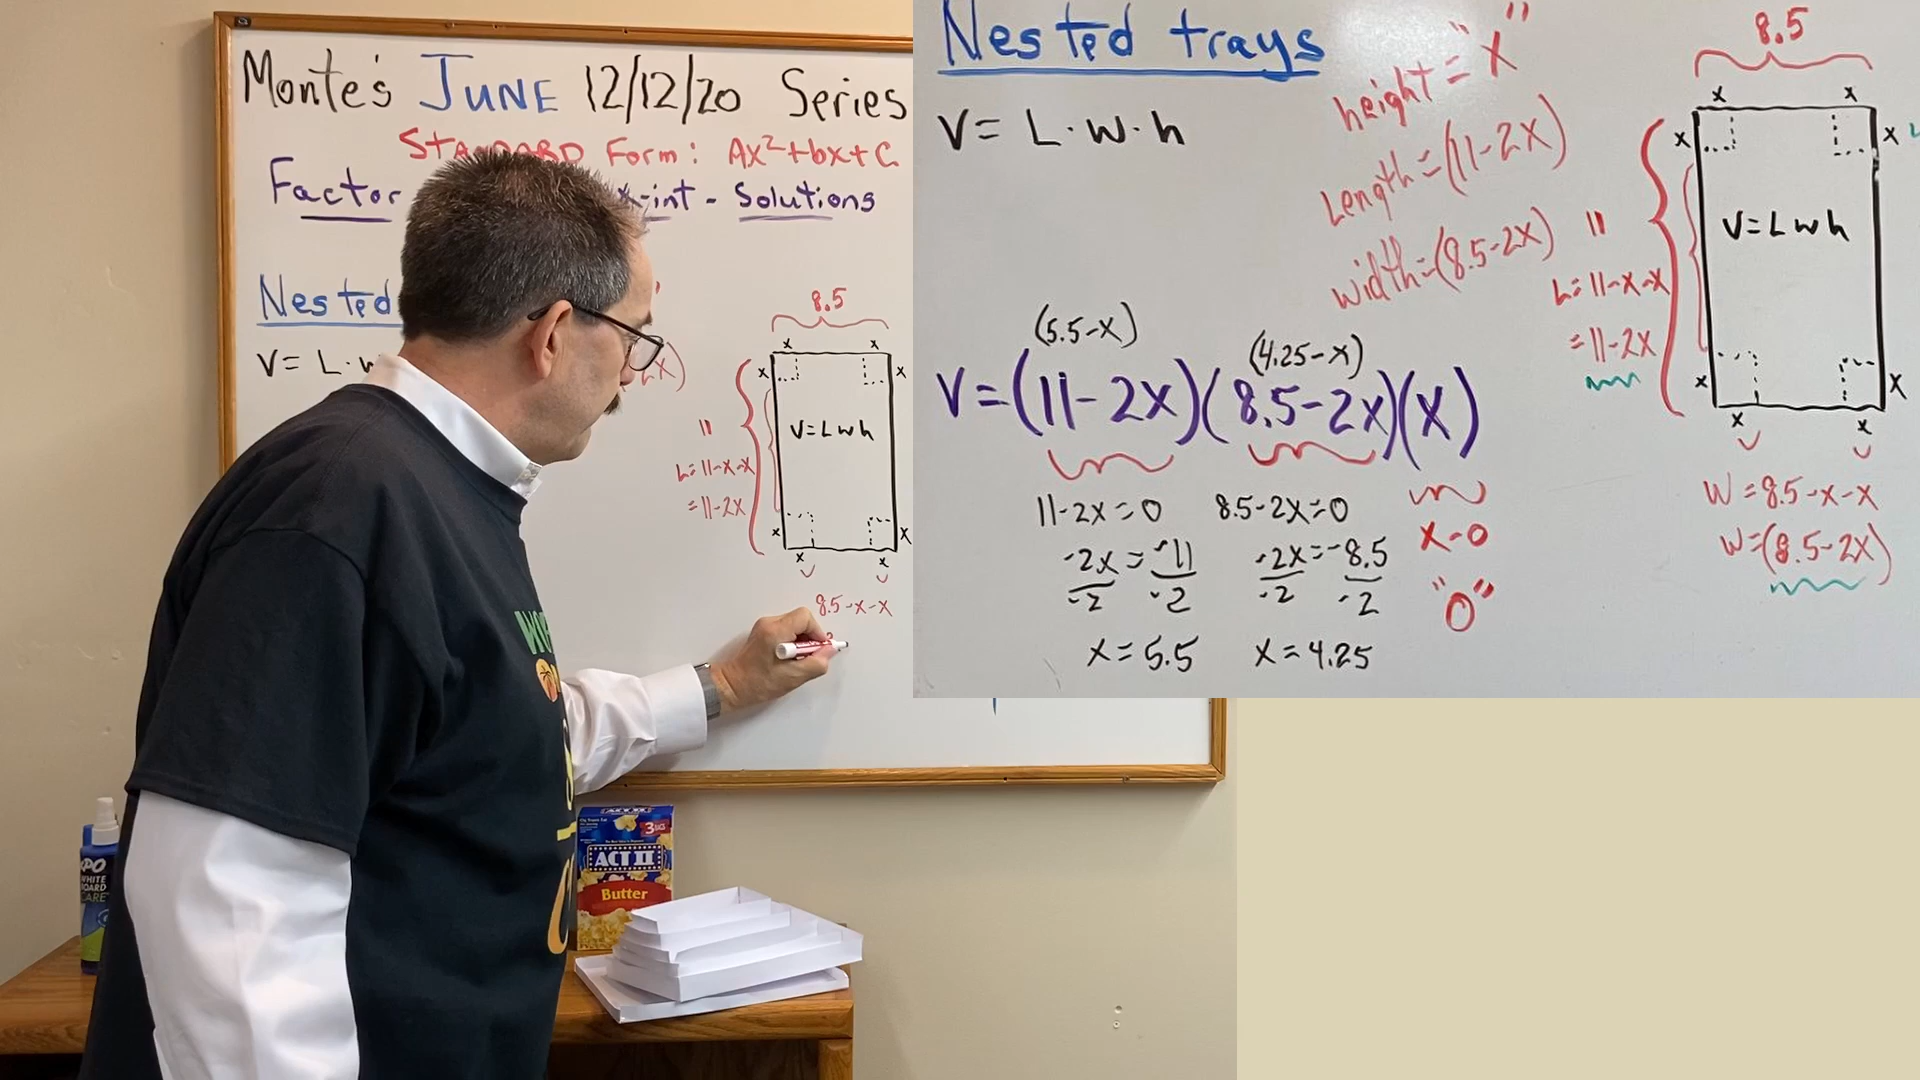 Monte's JUNE 12/12/20 Series
STANDARD Form: Ax²+bx+C
Factor x-int - Solutions
Nested
V= L·w
8.5
x x
x x
V=Lwh
11
L=11-x-x
=11-2x
x x
x x
8.5-x-x
Nested trays
V= L·w·h
height="x"
Length=(11-2x)
width=(8.5-2x)
(5.5-x) (4.25-x)
V=(11-2x)(8.5-2x)(x)
11-2x=0 8.5-2x=0
-2x=-11 -2x=-8.5
-2 -2 -2 -2
x=5.5 x=4.25
x=0
"0"
8.5
x x
x x
V=Lwh
11
L=11-x-x
=11-2x
x x
x x
W=8.5-x-x
W=(8.5-2x)
EXPO
WHITE
BOARD
CARE
3
ACT II
Butter